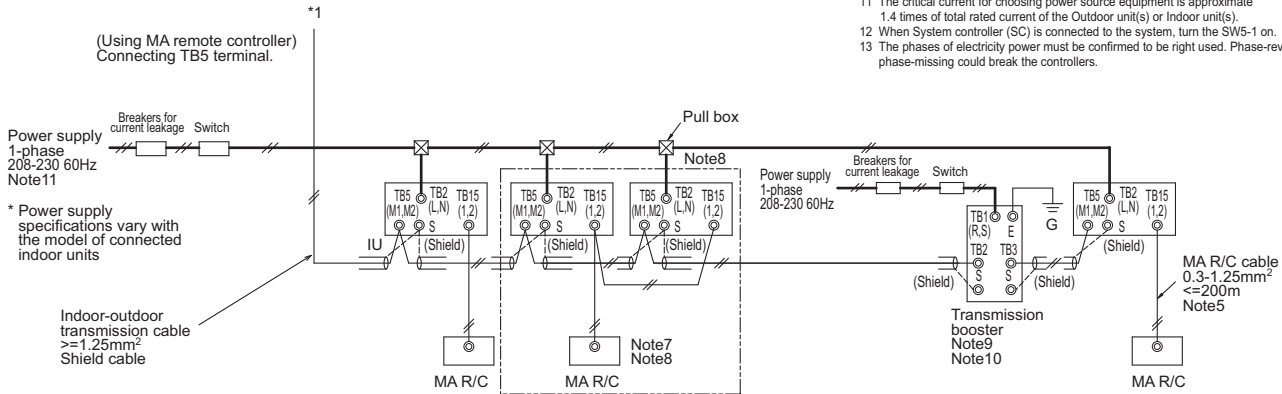 *1
11 The critical current for choosing power source equipment is approximate
1.4 times of total rated current of the Outdoor unit(s) or Indoor unit(s).
12 When System controller (SC) is connected to the system, turn the SW5-1 on.
13 The phases of electricity power must be confirmed to be right used. Phase-rev
phase-missing could break the controllers.
(Using MA remote controller)
Connecting TB5 terminal.
Breakers for
current leakage
Switch
Power supply
1-phase
208-230 60Hz
Note11
* Power supply
specifications vary with
the model of connected
indoor units
Indoor-outdoor
transmission cable
>=1.25mm²
Shield cable
Pull box
Note8
TB5
(M1,M2)
TB2
(L,N)
TB15
(1,2)
S
(Shield)
IU
MA R/C
TB5
(M1,M2)
TB2
(L,N)
TB15
(1,2)
S
(Shield)
MA R/C
Note7
Note8
TB5
(M1,M2)
TB2
(L,N)
TB15
(1,2)
S
(Shield)
Power supply
1-phase
208-230 60Hz
Breakers for
current leakage
Switch
TB1
(R,S)
E
G
TB2
TB3
S
S
(Shield)
(Shield)
Transmission
booster
Note9
Note10
TB5
(M1,M2)
TB2
(L,N)
TB15
(1,2)
S
(Shield)
MA R/C cable
0.3-1.25mm²
<=200m
Note5
MA R/C